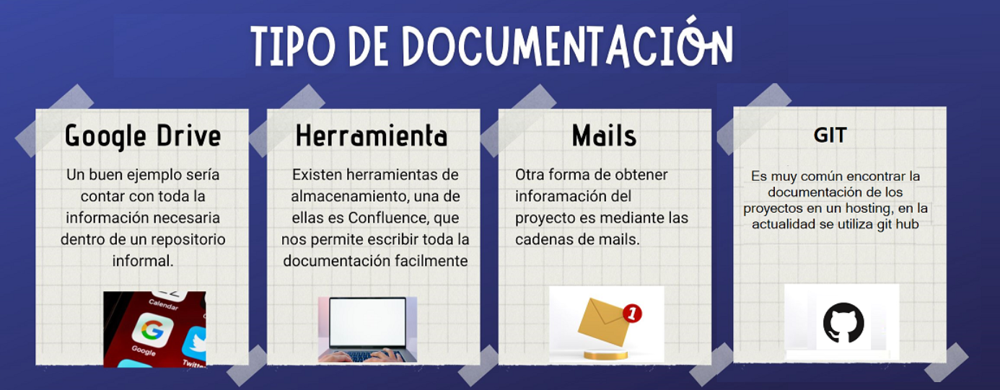 TIPO DE DOCUMENTACIÓN
Google Drive
Un buen ejemplo sería
contar con toda la
información necesaria
dentro de un repositorio
informal.
Calendar
Google
Twitt
Herramienta
Existen herramientas de
almacenamiento, una de
ellas es Confluence, que
nos permite escribir toda la
documentación facilmente
Mails
Otra forma de obtener
inforamación del
proyecto es mediante las
cadenas de mails.
1
GIT
Es muy común encontrar la
documentación de los
proyectos en un hosting, en la
actualidad se utiliza git hub